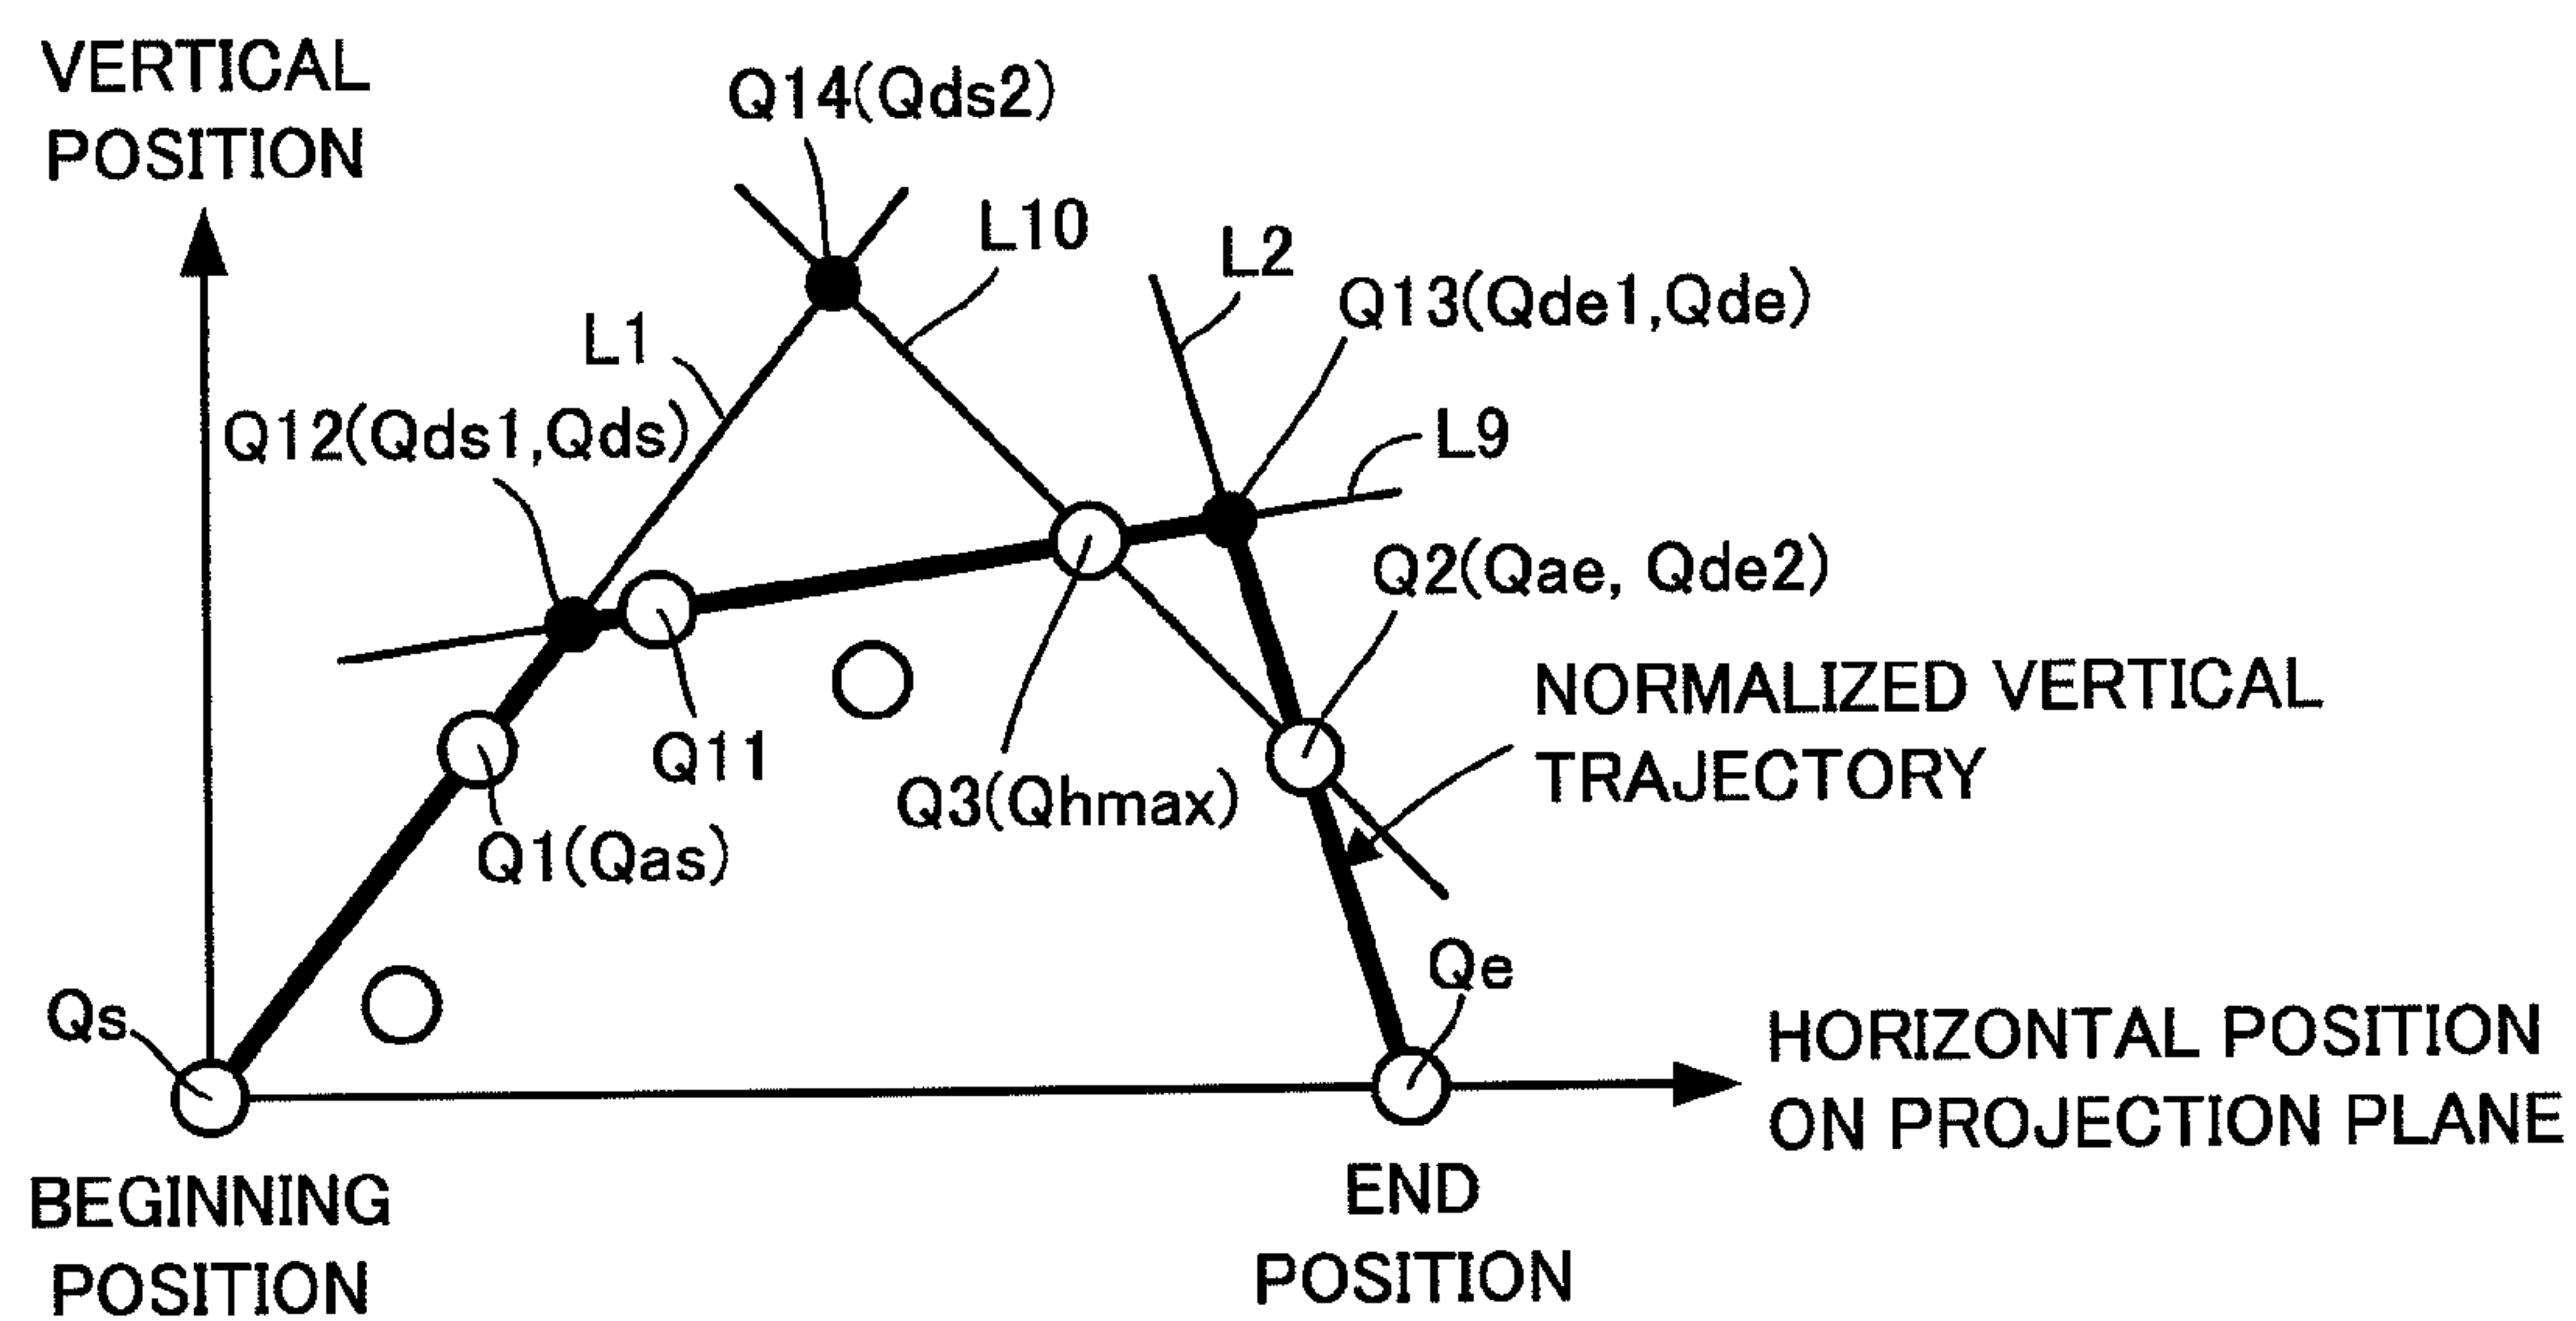 VERTICAL
POSITION
Q14(Qds2)
L10
L2
Q13(Qde1,Qde)
L1
Q12(Qds1,Qds)
L9
Q2(Qae, Qde2)
NORMALIZED VERTICAL
TRAJECTORY
Q11
Q3(Qhmax)
Q1(Qas)
Qe
Qs
HORIZONTAL POSITION
ON PROJECTION PLANE
BEGINNING
POSITION
END
POSITION